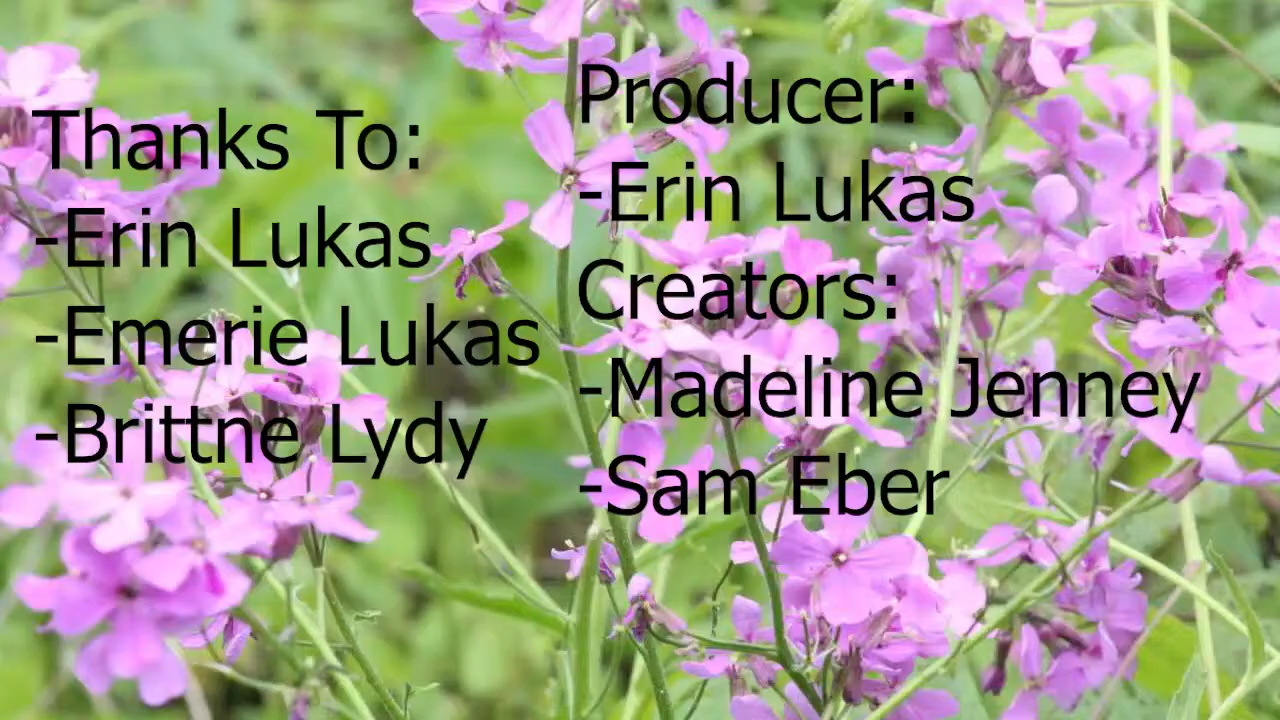 Thanks To:
-Erin Lukas
-Emerie Lukas
-Brittne Lydy
Producer:
-Erin Lukas
Creators:
-Madeline Jenney
-Sam Eber